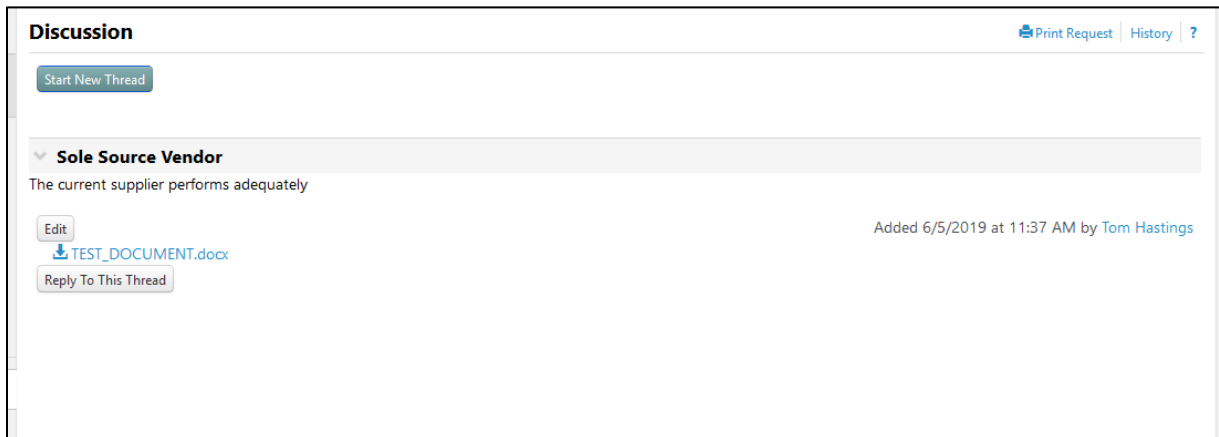 Discussion
Print Request History ?
Start New Thread
Sole Source Vendor
The current supplier performs adequately
Edit
Added 6/5/2019 at 11:37 AM by Tom Hastings
TEST_DOCUMENT.docx
Reply To This Thread